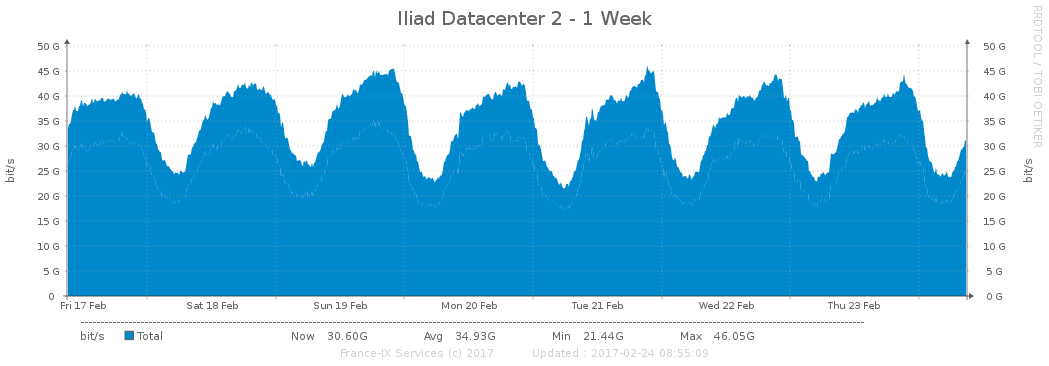 Iliad Datacenter 2 - 1 Week
RRDTOOL / TOBI OETIKER
bit/s
50 G
45 G
40 G
35 G
30 G
25 G
20 G
15 G
10 G
5 G
0
50 G
45 G
40 G
35 G
30 G
25 G
20 G
15 G
10 G
5 G
0 G
bit/s
Fri 17 Feb Sat 18 Feb Sun 19 Feb Mon 20 Feb Tue 21 Feb Wed 22 Feb Thu 23 Feb
bit/s Total Now 30.60G Avg 34.93G Min 21.44G Max 46.05G
France-IX Services (c) 2017 Updated : 2017-02-24 08:55:09